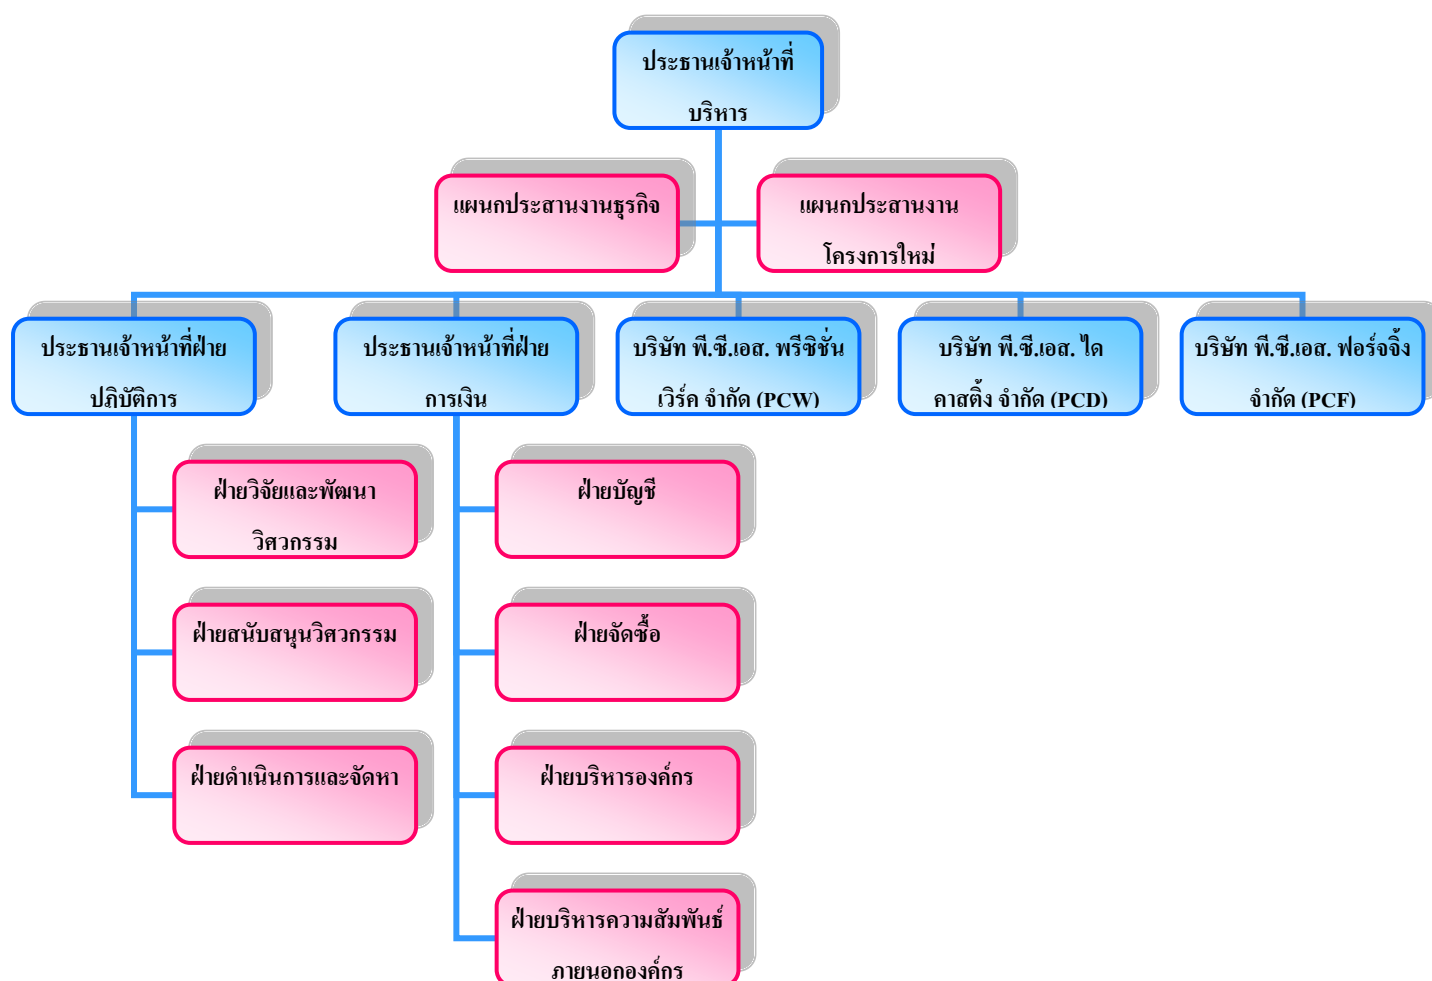 ประธานเจ้าหน้าที่
บริหาร
แผนกประสานงานธุรกิจ
แผนกประสานงาน
โครงการใหม่
ประธานเจ้าหน้าที่ฝ่าย
ปฏิบัติการ
ประธานเจ้าหน้าที่ฝ่าย
การเงิน
บริษัท พี.ซี.เอส. พรีซิชั่น
เวิร์ค จำกัด (PCW)
บริษัท พี.ซี.เอส. ได
คาสติ้ง จำกัด (PCD)
บริษัท พี.ซี.เอส. ฟอร์จจิ้ง
จำกัด (PCF)
ฝ่ายวิจัยและพัฒนา
วิศวกรรม
ฝ่ายสนับสนุนวิศวกรรม
ฝ่ายดำเนินการและจัดหา
ฝ่ายบัญชี
ฝ่ายจัดซื้อ
ฝ่ายบริหารองค์กร
ฝ่ายบริหารความสัมพันธ์
ภายนอกองค์กร